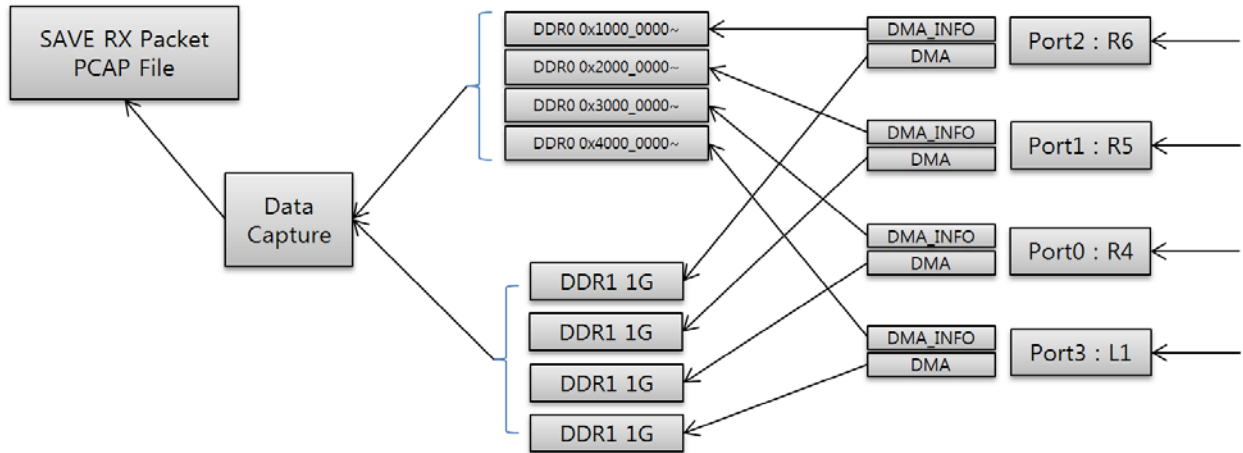 SAVE RX Packet
PCAP File
Data
Capture
DDR0 0x1000_0000~
DDR0 0x2000_0000~
DDR0 0x3000_0000~
DDR0 0x4000_0000~
DDR1 1G
DDR1 1G
DDR1 1G
DDR1 1G
DMA_INFO
DMA
Port2 : R6
DMA_INFO
DMA
Port1 : R5
DMA_INFO
DMA
Port0 : R4
DMA_INFO
DMA
Port3 : L1